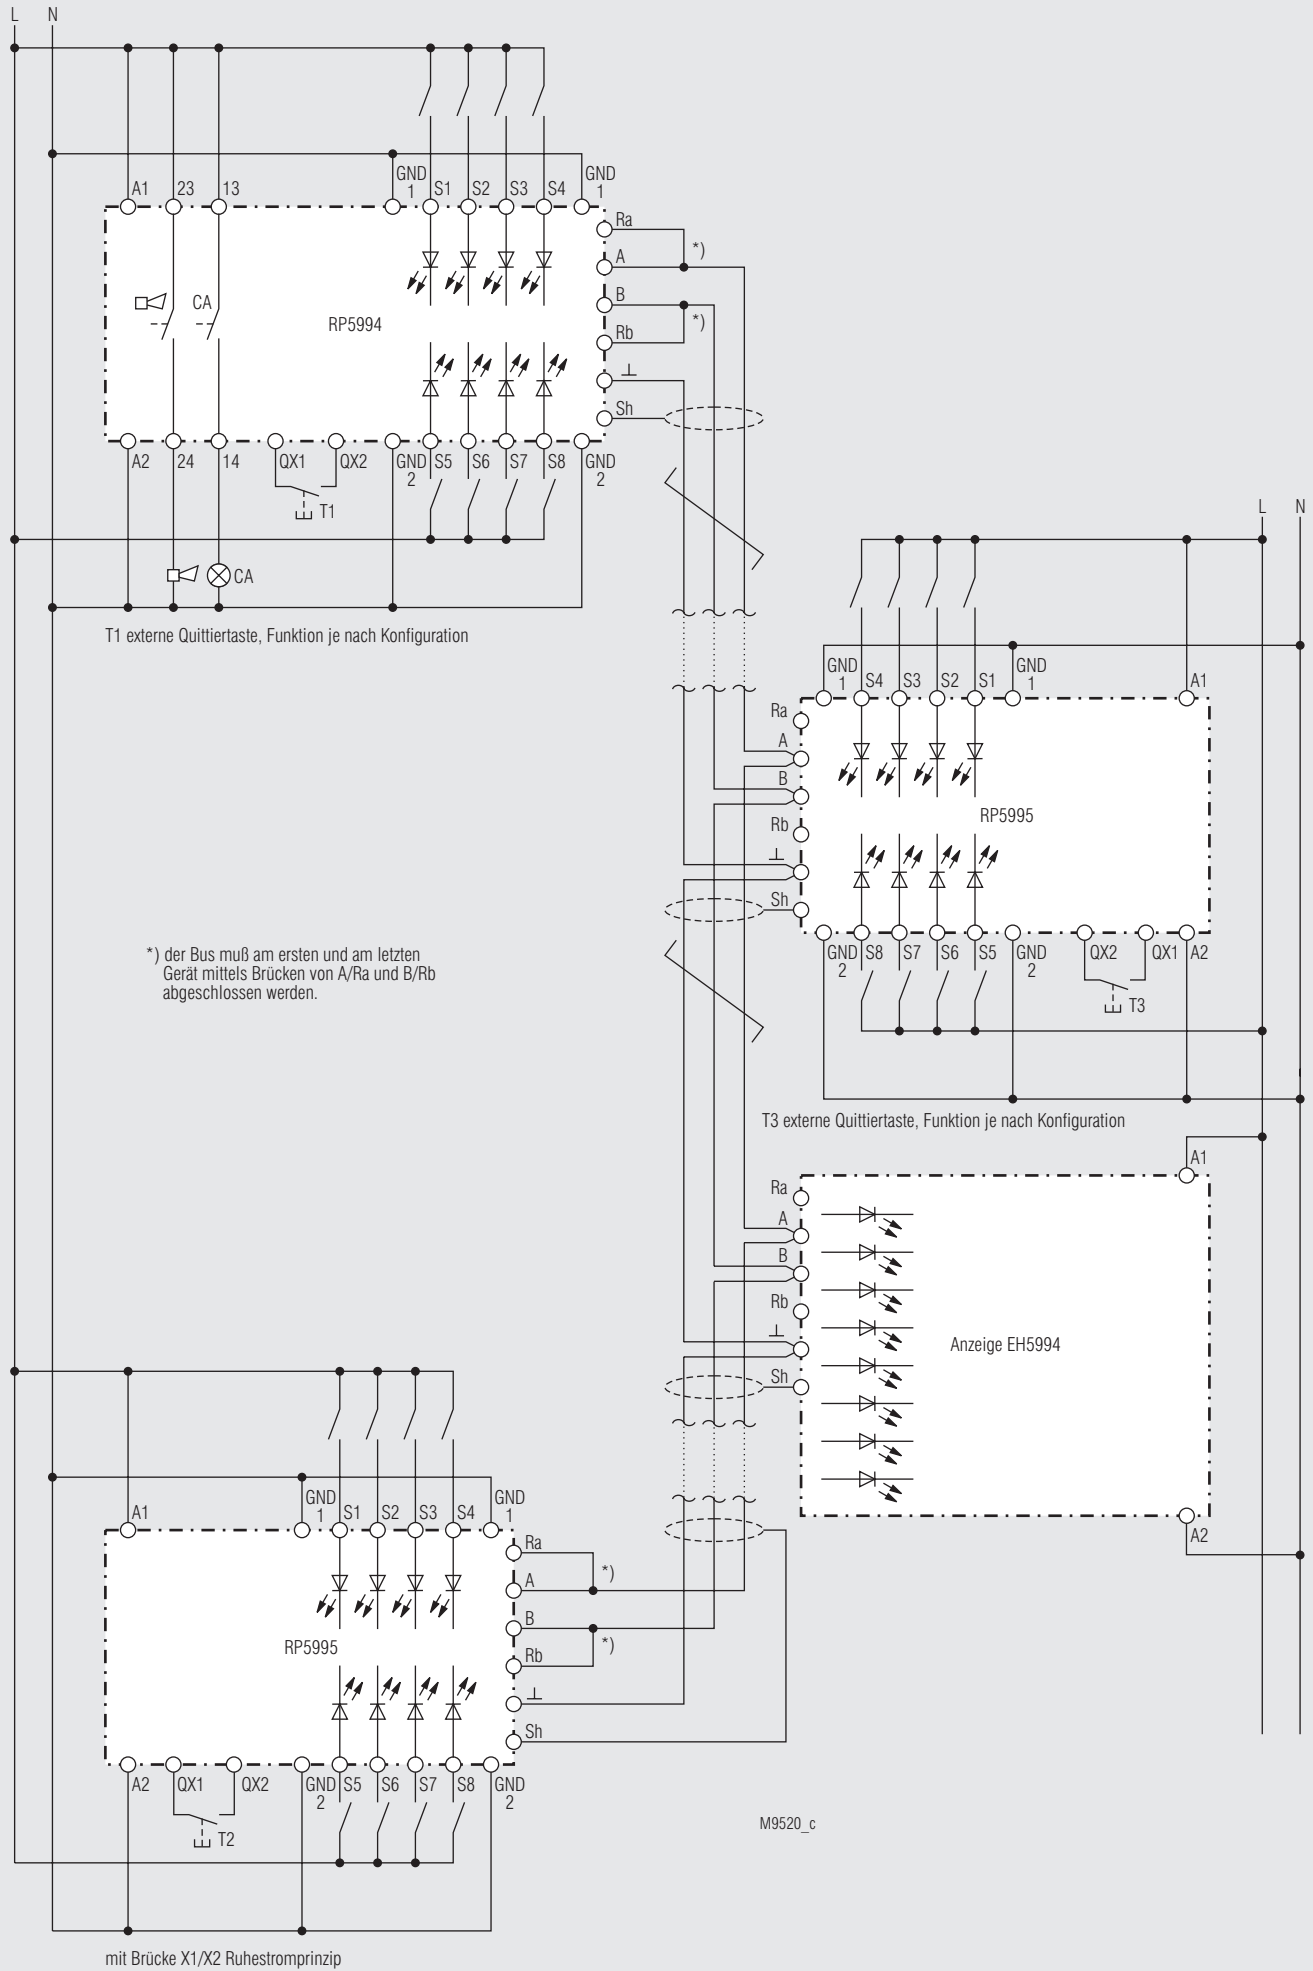 L N
GND 1 S1 S2 S3 S4 GND 1
A1 23 13
Ra
A
*)
B
*)
Rb
⊥
Sh
CA
RP5994
A2 24 14 QX1 QX2 GND 2 S5 S6 S7 S8 GND 2
T1
CA
T1 externe Quittiertaste, Funktion je nach Konfiguration
L N
GND 1 S4 S3 S2 S1 GND 1 A1
Ra
A
B
Rb
⊥
Sh
RP5995
GND 2 S8 S7 S6 S5 GND 2 QX2 QX1 A2
T3
T3 externe Quittiertaste, Funktion je nach Konfiguration
*) der Bus muß am ersten und am letzten
Gerät mittels Brücken von A/Ra und B/Rb
abgeschlossen werden.
A1
Ra
A
B
Rb
⊥
Sh
Anzeige EH5994
A2
A1 GND 1 S1 S2 S3 S4 GND 1
Ra
A
*)
B
*)
Rb
⊥
Sh
RP5995
A2 QX1 QX2 GND 2 S5 S6 S7 S8 GND 2
T2
M9520_c
mit Brücke X1/X2 Ruhestromprinzip